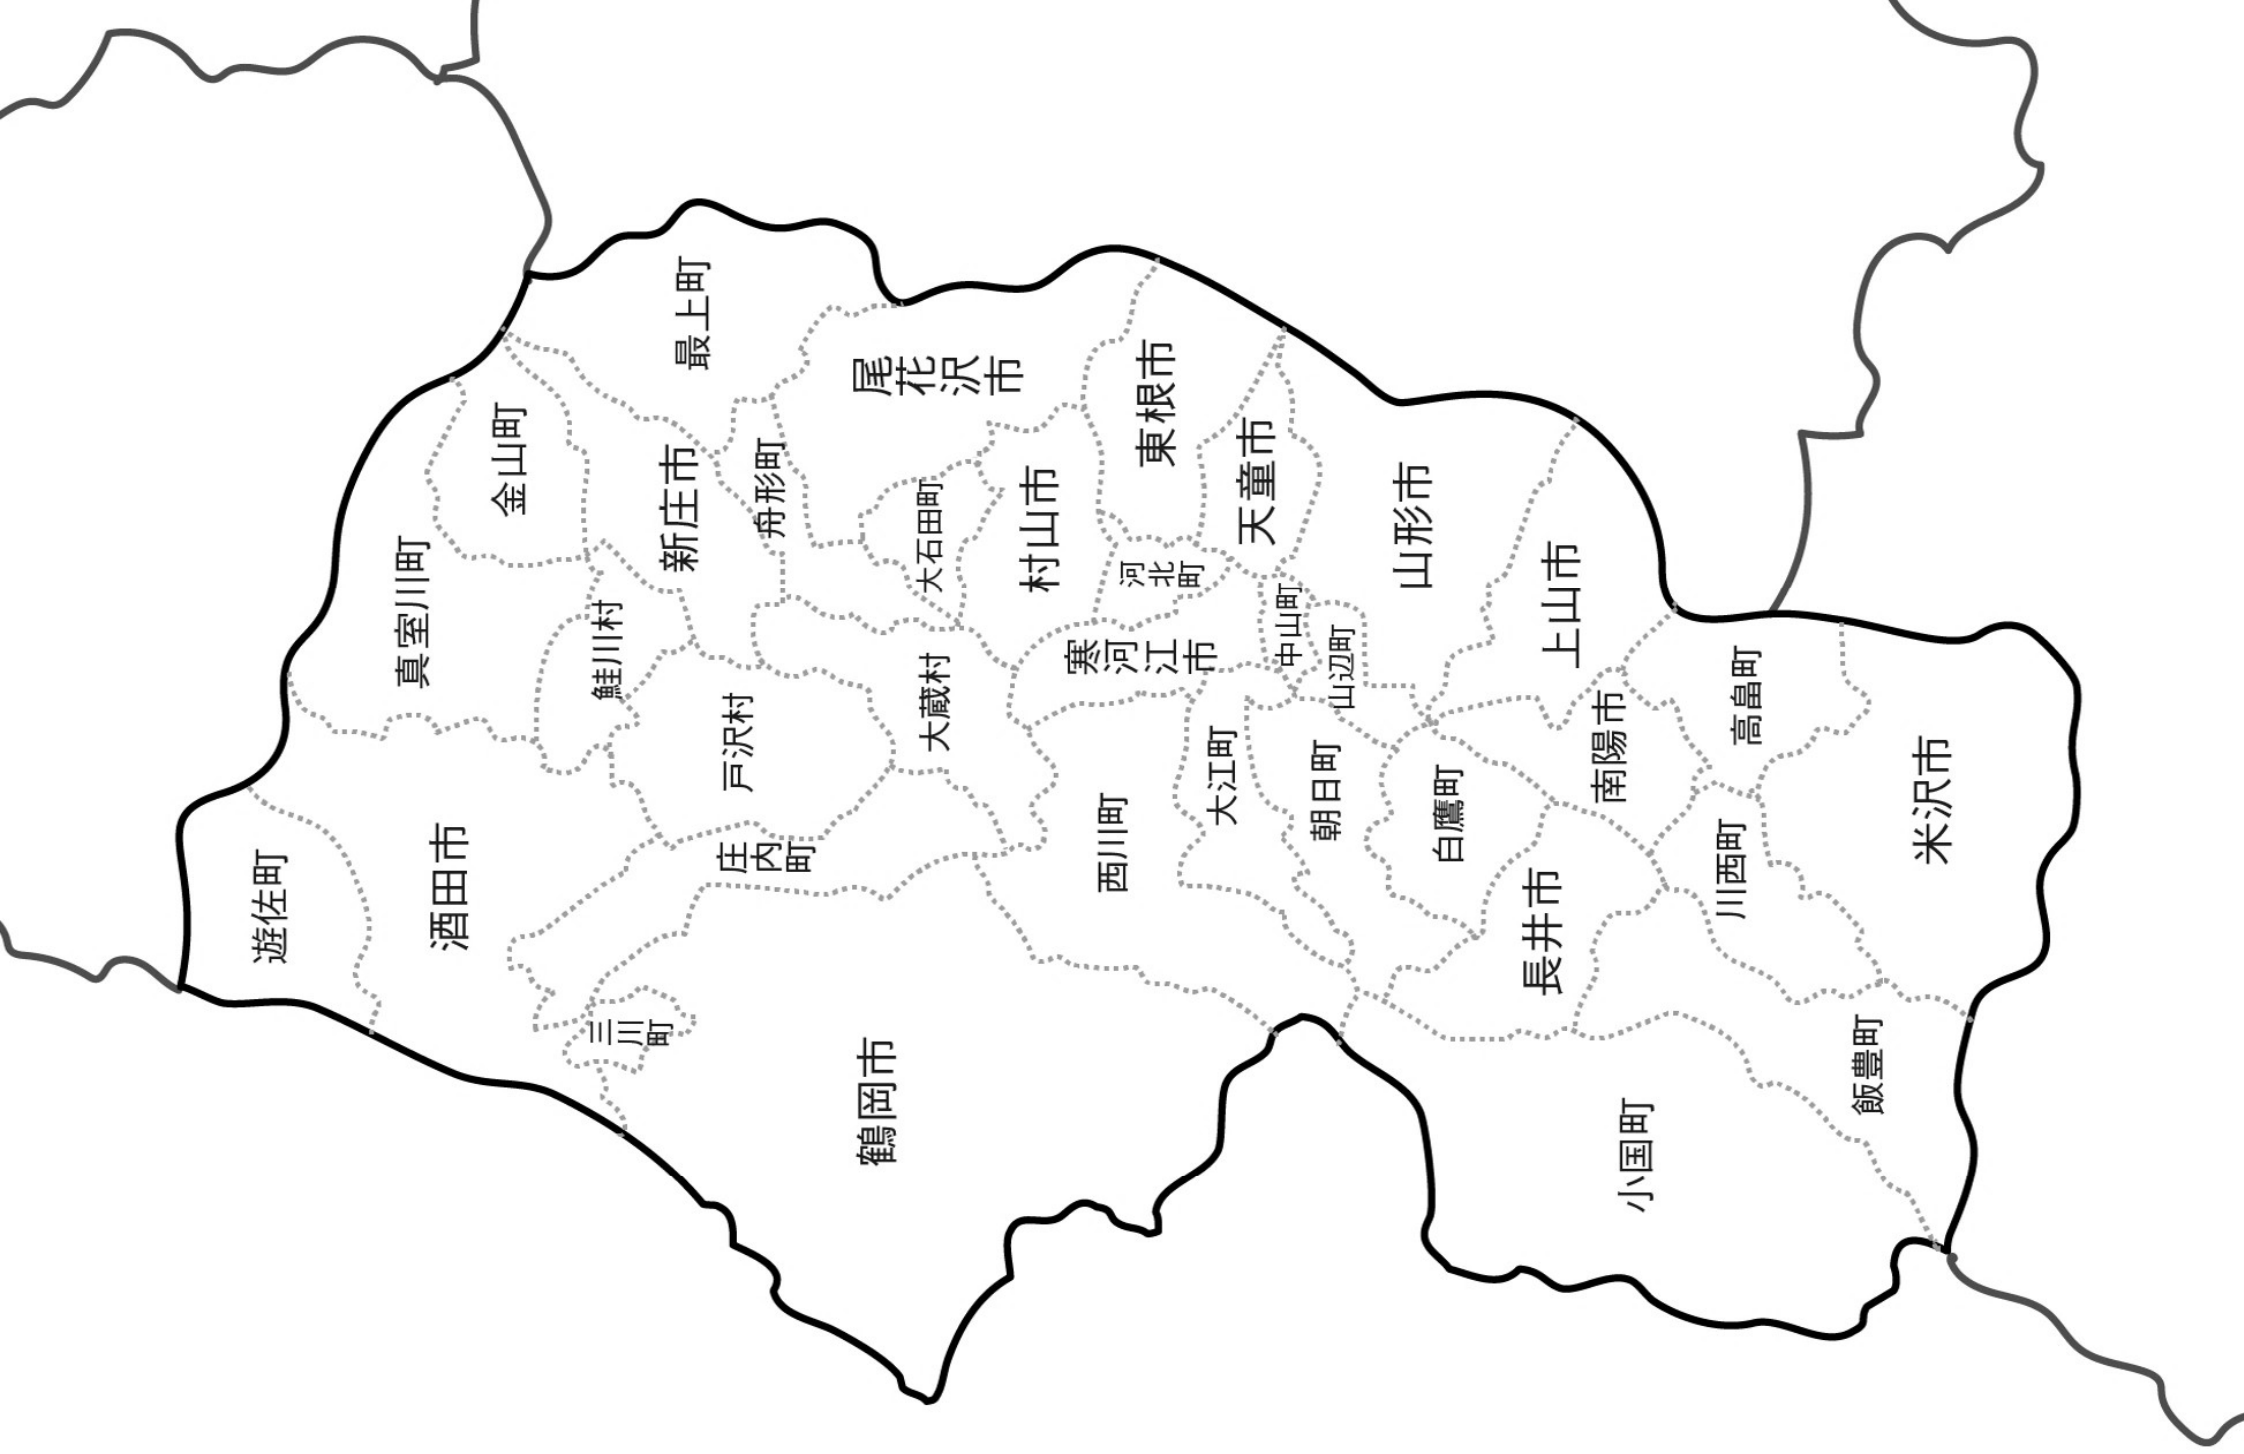 遊佐町
酒田市
真室川町
金山町
最上町
新庄市
鮭川村
舟形町
戸沢村
庄内町
三川町
鶴岡市
大蔵村
尾花沢市
大石田町
村山市
東根市
河北町
天童市
寒河江市
西川町
大江町
中山町
山辺町
朝日町
山形市
上山市
白鷹町
長井市
南陽市
高畠町
川西町
米沢市
飯豊町
小国町